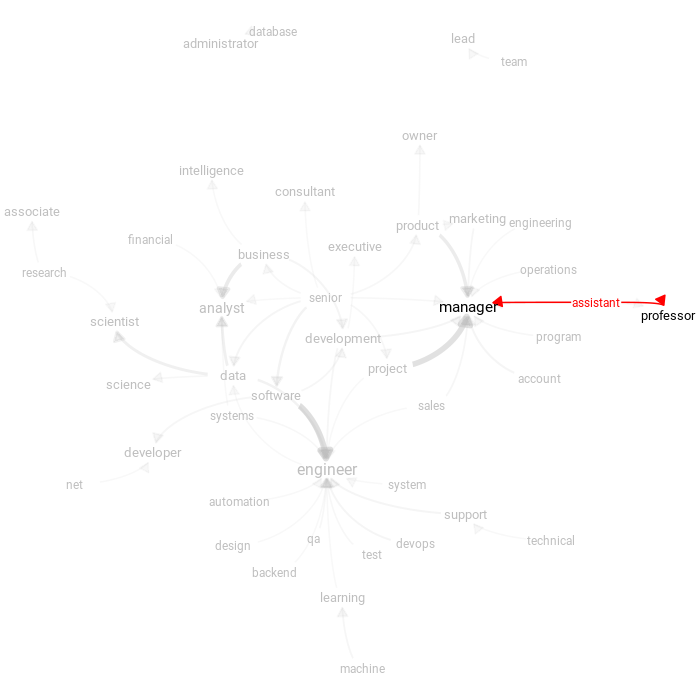 database
administrator
lead
team
owner
intelligence
consultant
associate
product
marketing
engineering
financial
executive
business
research
operations
senior
analyst
manager
assistant
professor
scientist
development
program
project
data
account
science
software
sales
systems
developer
engineer
net
system
automation
support
qa
technical
design
devops
test
backend
learning
machine